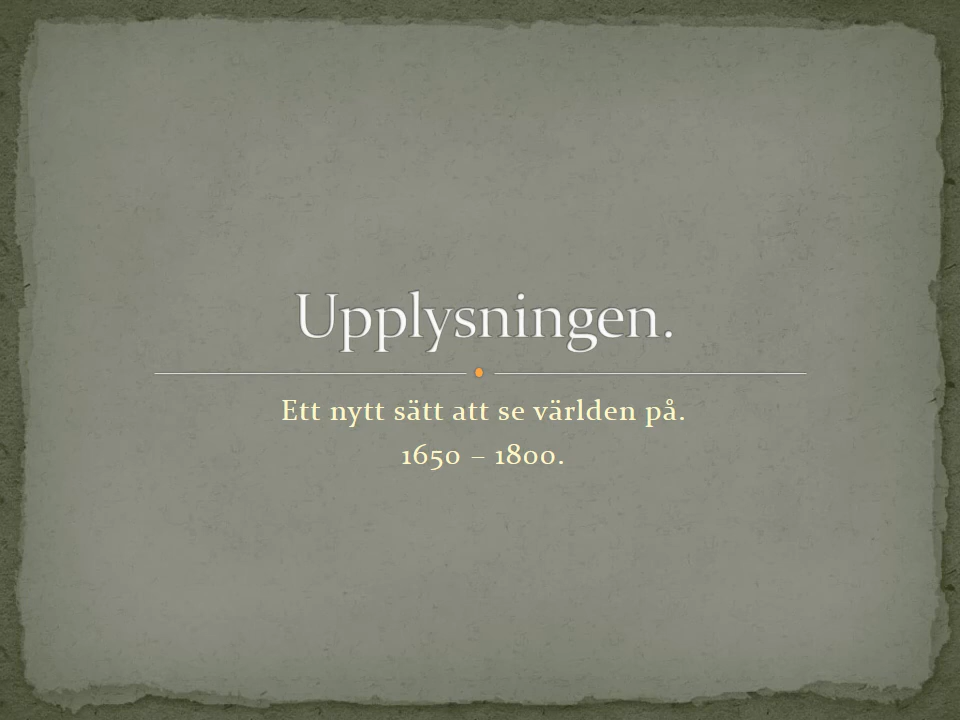 Upplysningen.
Ett nytt sätt att se världen på.
1650 – 1800.